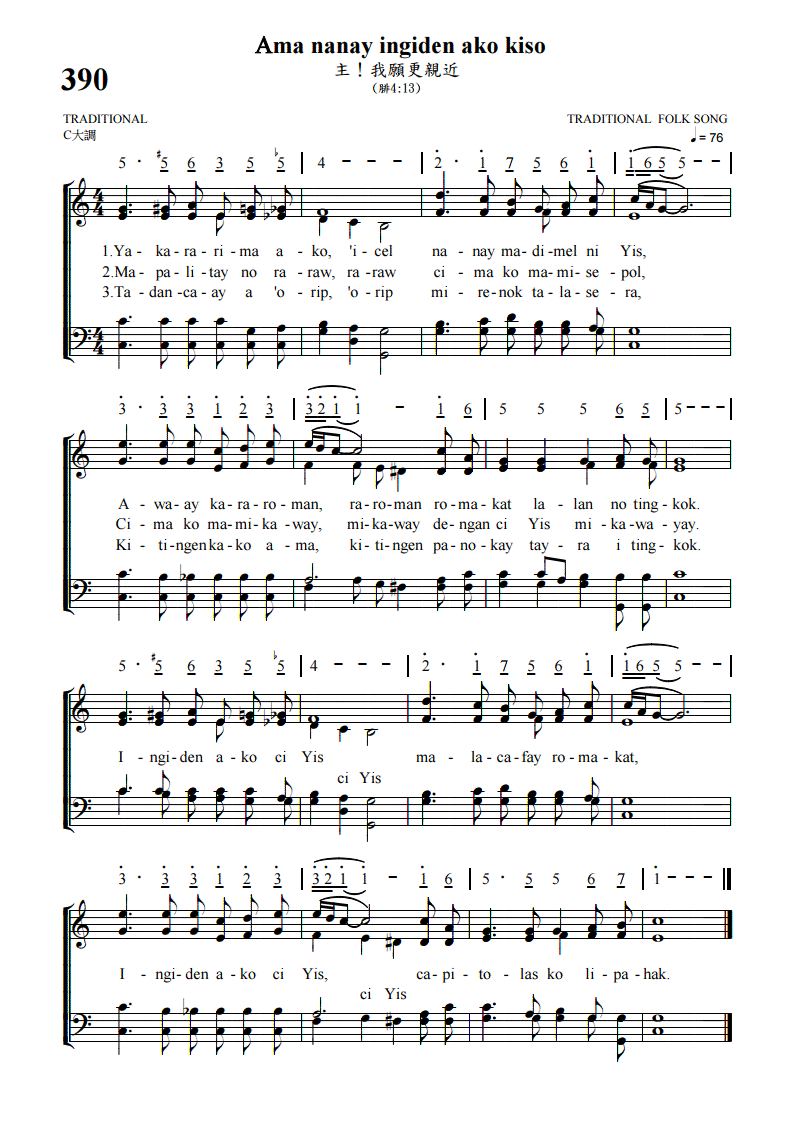 Ama nanay ingiden ako kiso
390
主！我願更親近
（腓4:13）
TRADITIONAL
TRADITIONAL FOLK SONG
C大調
♩= 76
5 · ♯5 6 3 5 ♭5 | 4 – – | 2 · 1 7 5 6 1 | 1 6 5 5 – – |
1.Ya - ka - ra - ri - ma a - ko, 'i - cel na - nay ma - di - mel ni Yis,
2.Ma - pa - li - tay no ra - raw, ra - raw ci - ma ko ma - mi - se - pol,
3.Ta - dan - ca - ay a 'o - rip, 'o - rip mi - re - nok ta - la - se - ra,
3 · 3 3 1 2 3 | 3 2 1 1 – 1 6 | 5 5 5 6 5 | 5 – – – |
A - wa - ay ka - ra - ro - man, ra - ro - man ro - ma - kat la - lan no ting - kok.
Ci - ma ko ma - mi - ka - way, mi - ka - way de - ngan ci Yis mi - ka - wa - yay.
Ki - ti - ngen ka - ko a - ma, ki - ti - ngen pa - no - kay tay - ra i ting - kok.
5 · ♯5 6 3 5 ♭5 | 4 – – – | 2 · 1 7 5 6 1 | 1 6 5 5 – – |
I - ngi - den a - ko ci Yis ma - la - ca - fay ro - ma - kat,
ci Yis
3 · 3 3 1 2 3 | 3 2 1 1 – 1 6 | 5 · 5 5 6 7 | 1 – – –
I - ngi - den a - ko ci Yis, ca - pi - to - las ko li - pa - hak.
ci Yis